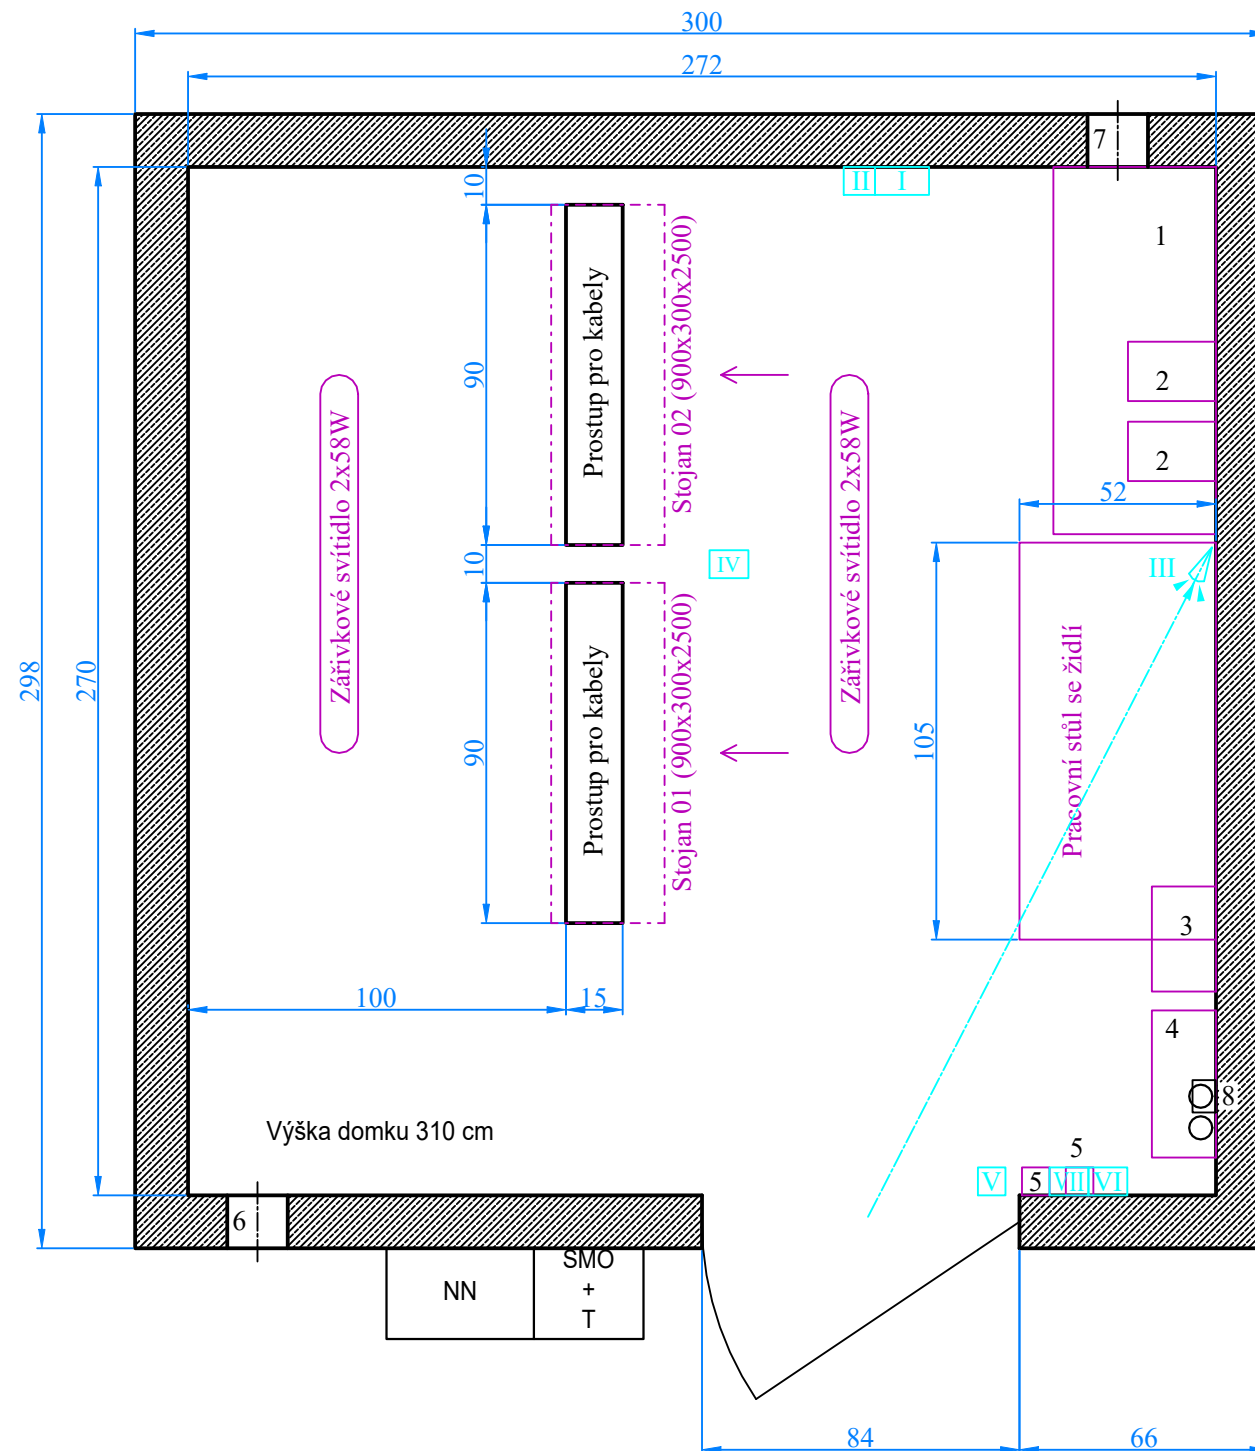 300
272
7
II
I
10
1
Prostup pro kabely
Stojan 02 (900x300x2500)
90
2
Zářivkové svítidlo 2x58W
Zářivkové svítidlo 2x58W
2
52
10
IV
III
298
270
Prostup pro kabely
Stojan 01 (900x300x2500)
90
105
Pracovní stůl se židlí
3
100
15
4
8
Výška domku 310 cm
5
V
5
VII
VI
6
NN
SMO
+
T
84
66